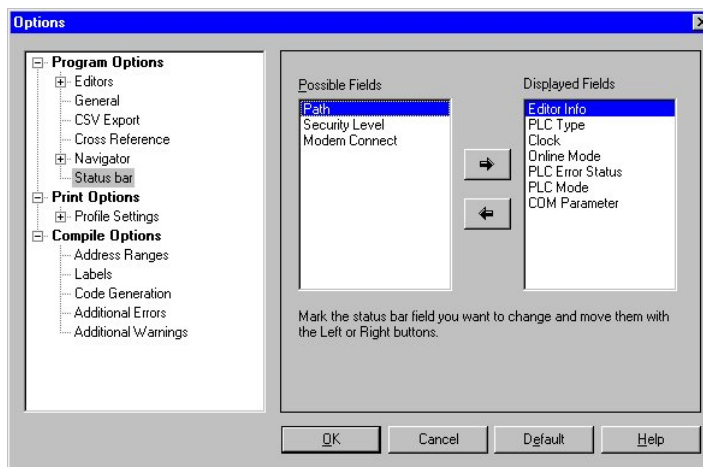 Options
Program Options
Editors
General
CSV Export
Cross Reference
Navigator
Status bar
Print Options
Profile Settings
Compile Options
Address Ranges
Labels
Code Generation
Additional Errors
Additional Warnings
Possible Fields
Path
Security Level
Modem Connect
Displayed Fields
Editor Info
PLC Type
Clock
Online Mode
PLC Error Status
PLC Mode
COM Parameter
Mark the status bar field you want to change and move them with
the Left or Right buttons.
OK
Cancel
Default
Help